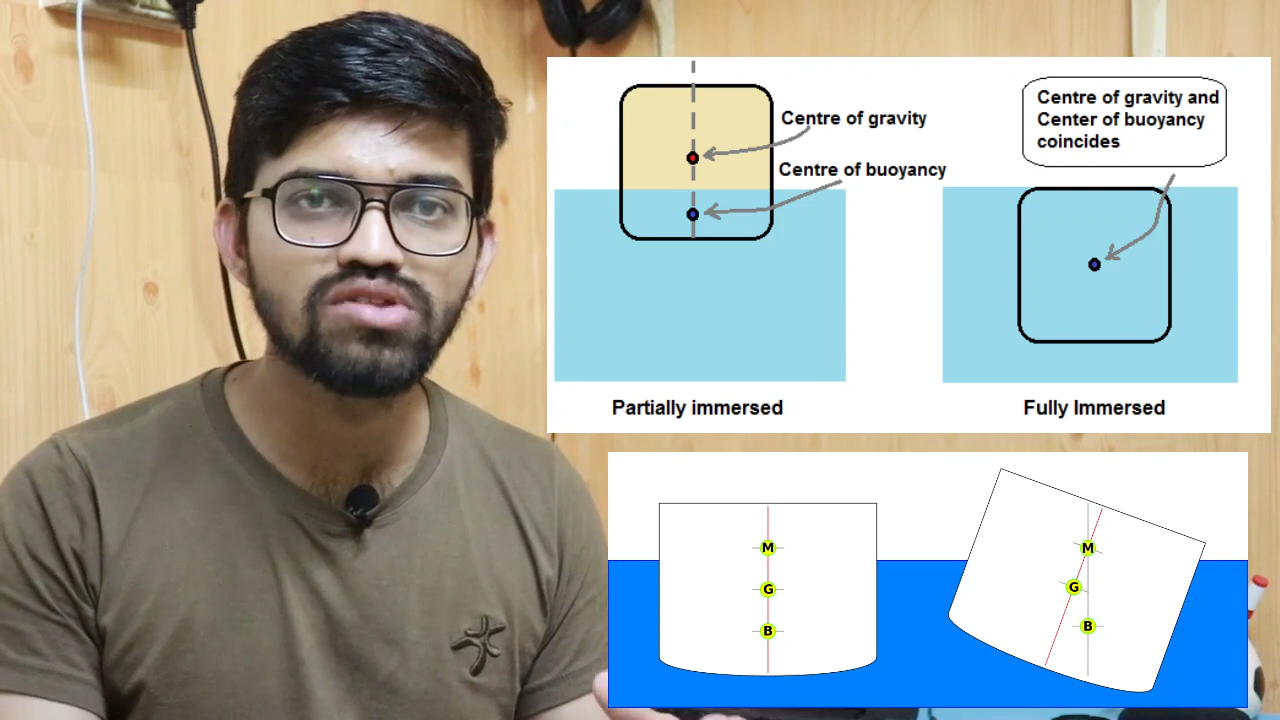 Centre of gravity
Centre of buoyancy
Partially immersed
Centre of gravity and
Center of buoyancy
coincides
Fully Immersed
M
G
B
M
G
B